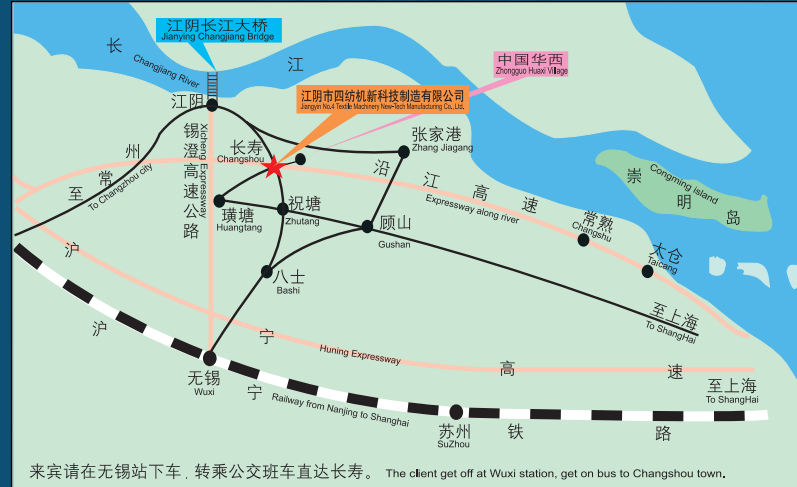 江阴长江大桥
Jianying Changjiang Bridge
长
江
Changjiang River
中国华西
Zhongguo Huaxi Village
江阴
江阴市四纺机新科技制造有限公司
Jiangyin No.4 Textile Machinery New-Tech Manufacturing Co., Ltd.
锡澄高速公路
Xicheng Expressway
长寿
Changshou
张家港
Zhang Jiagang
至常州
To Changzhou city
沿江高速
Expressway along river
崇明岛
Congming island
璜塘
Huangtang
祝塘
Zhutang
顾山
Gushan
常熟
Changshu
太仓
Taicang
八士
Bashi
至上海
To ShangHai
沪宁高速
Huning Expressway
至上海
To ShangHai
无锡
Wuxi
沪宁铁路
Railway from Nanjing to Shanghai
苏州
SuZhou
来宾请在无锡站下车．转乘公交班车直达长寿。 The client get off at Wuxi station, get on bus to Changshou town.